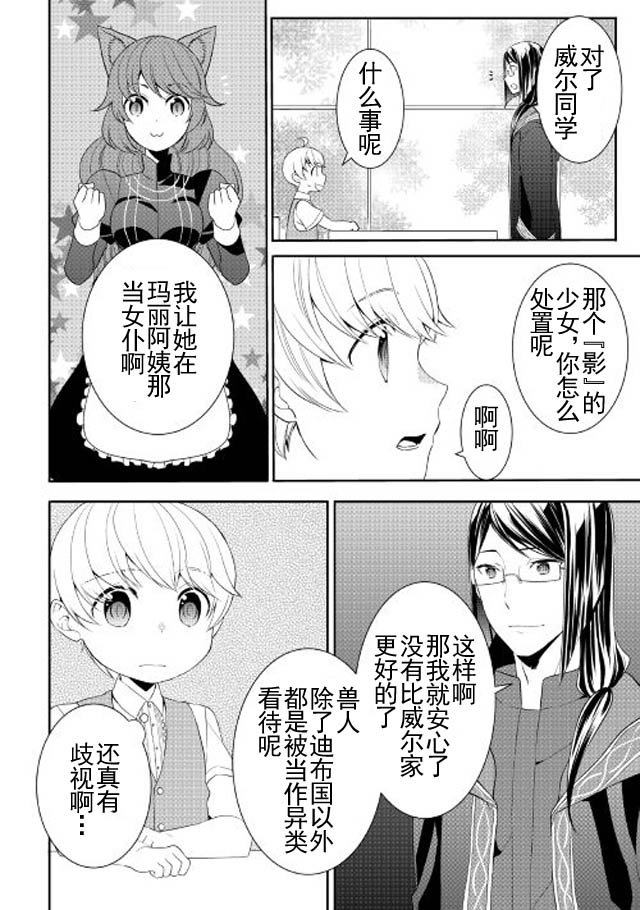 对了
威尔同学
什么事呢
那个『影』的
少女，你怎么
处置呢
啊
啊
我让她在
玛丽阿姨那
当女仆啊
这样啊
那我就安心了
没有比威尔家
更好的了
兽人
除了迪布国以外
都是被当作异类
看待呢
还真有
歧视啊…